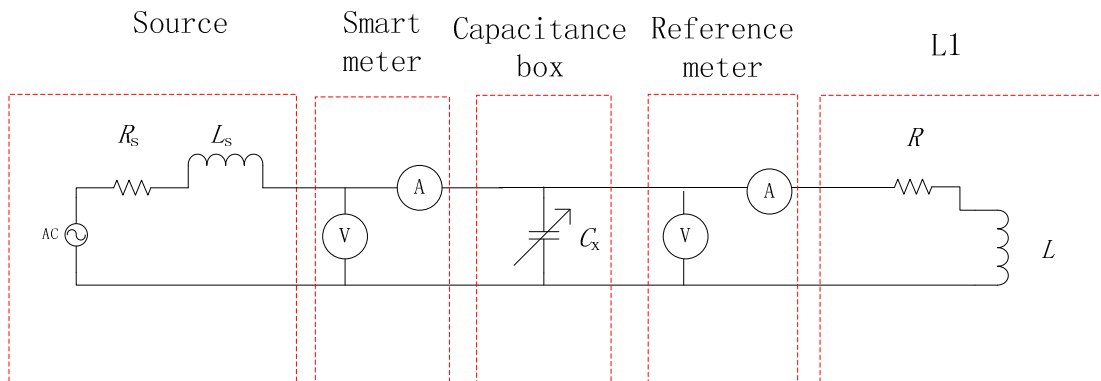 Source
Smart
meter
Capacitance
box
Reference
meter
L1
Rs
Ls
R
A
A
AC
V
Cx
V
L